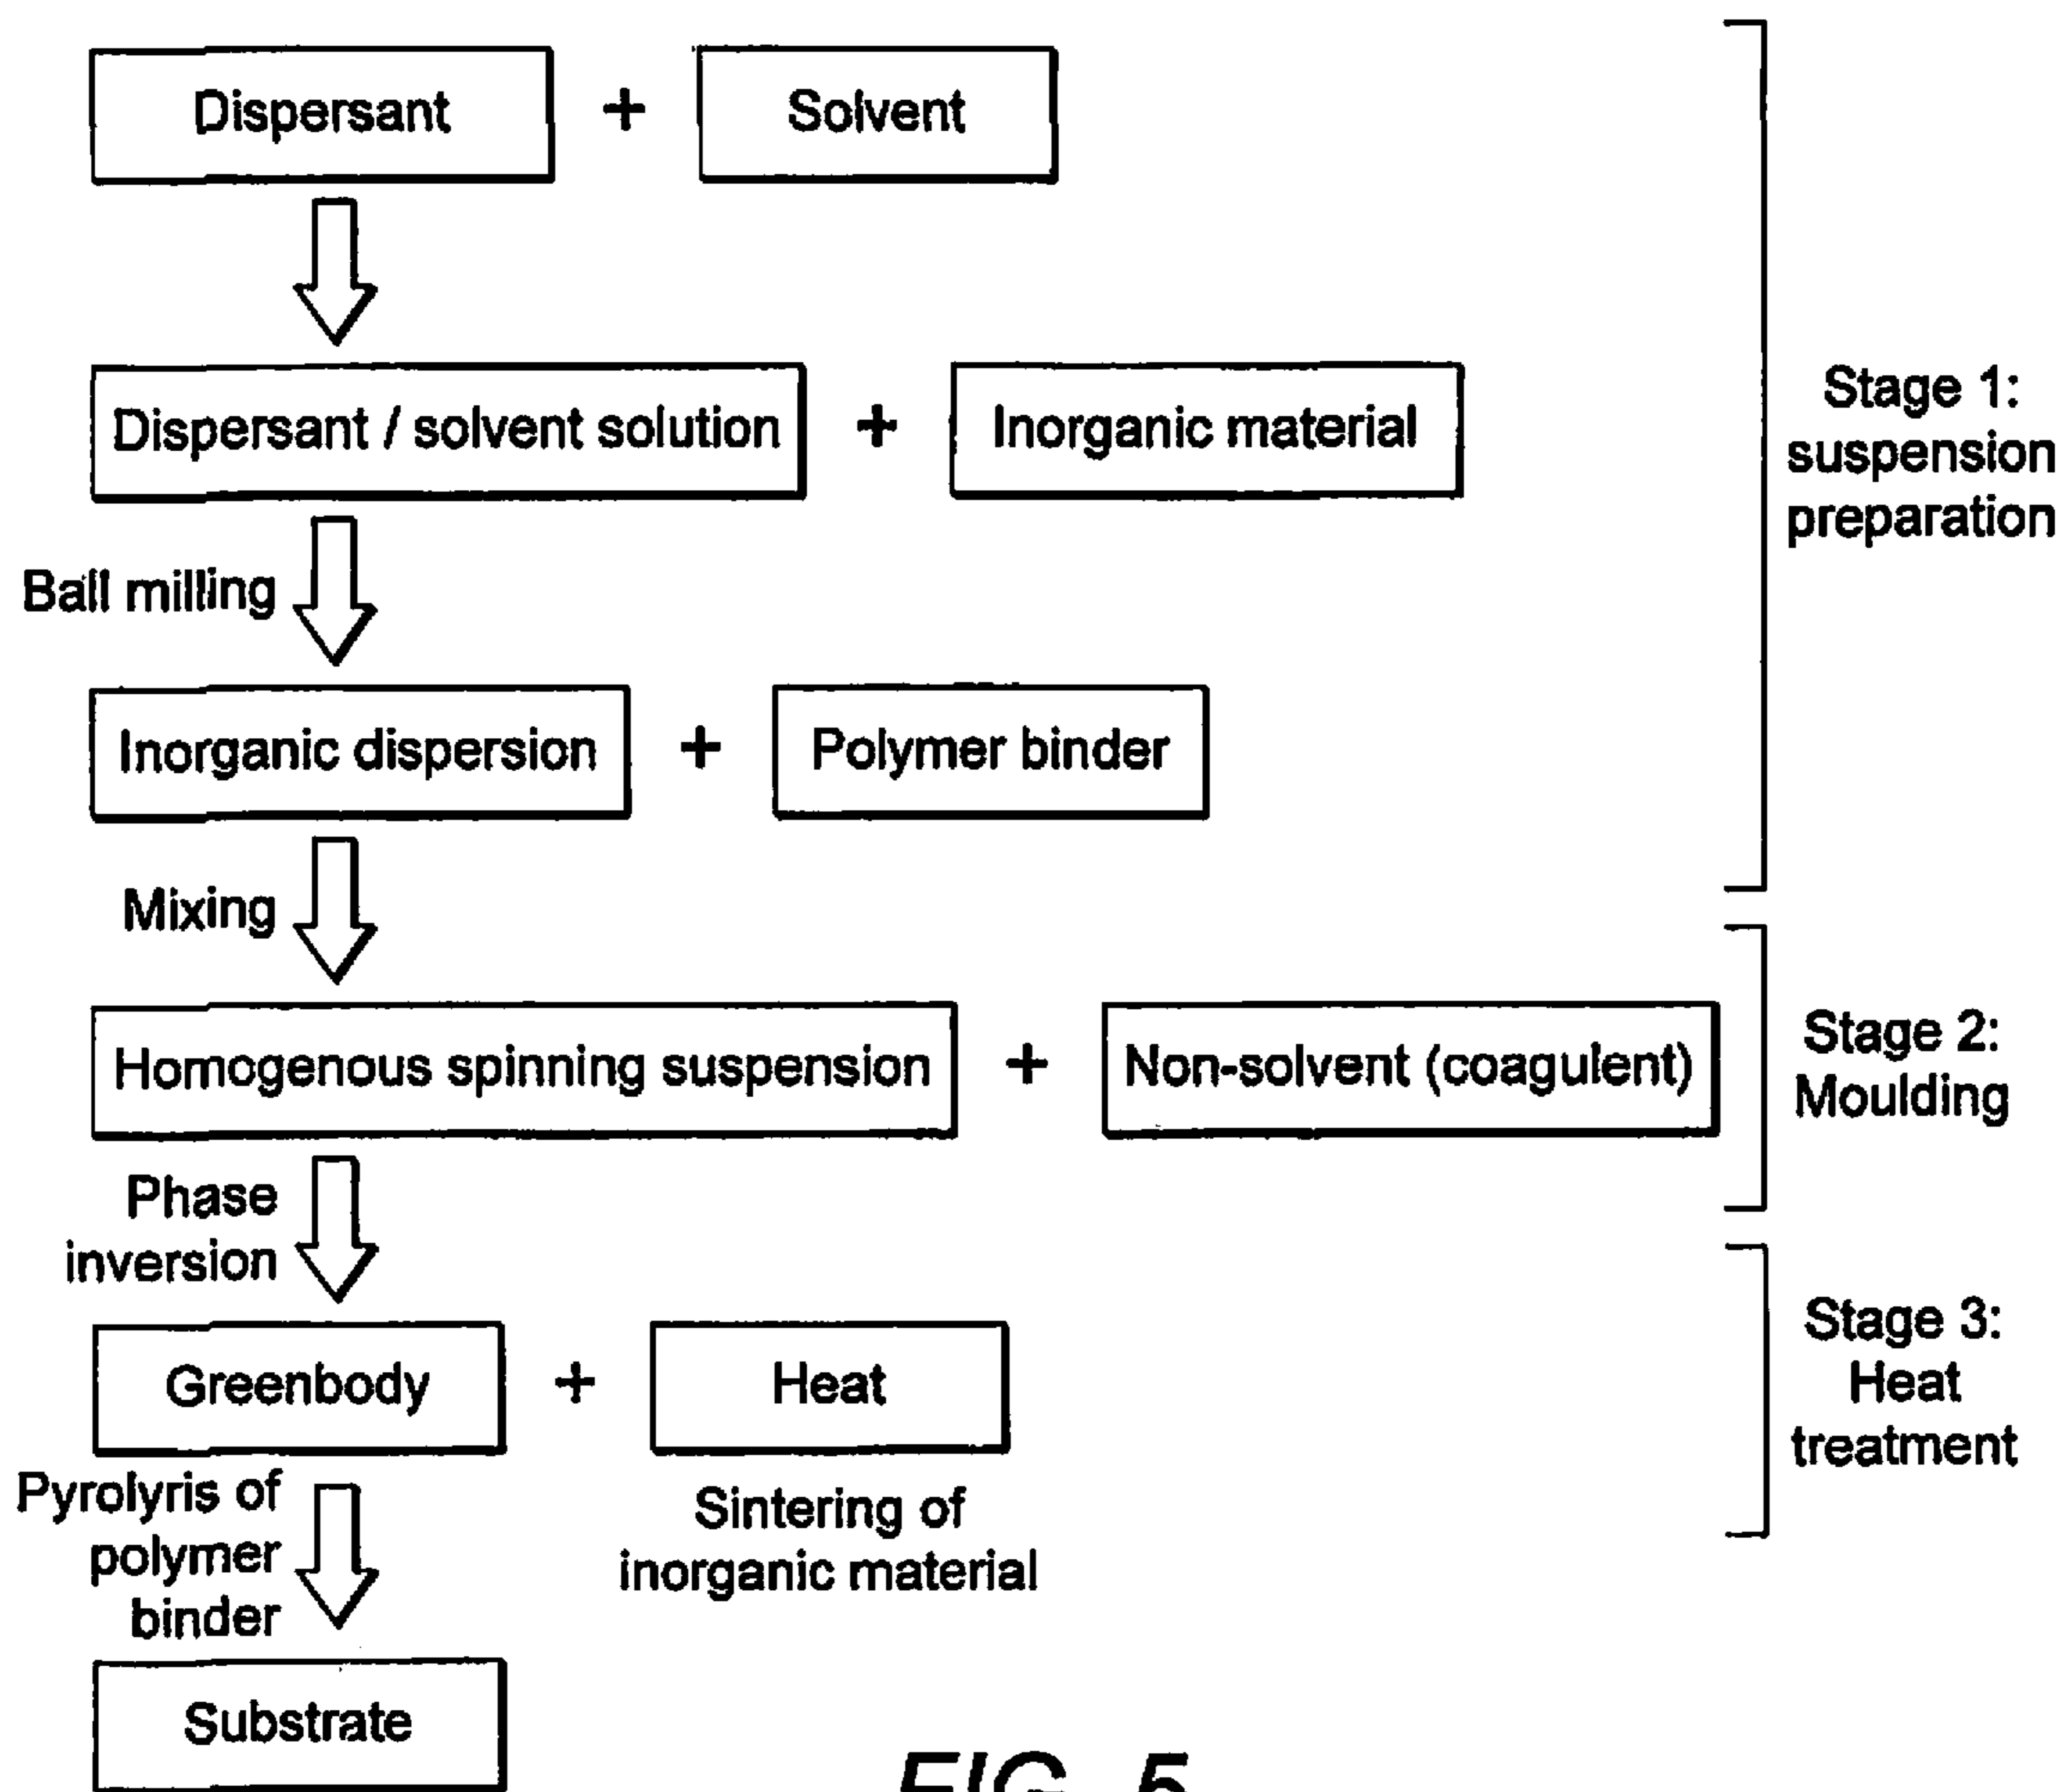 Dispersant + Solvent
Dispersant / solvent solution + Inorganic material
Stage 1:
suspension
preparation
Ball milling
Inorganic dispersion + Polymer binder
Mixing
Homogenous spinning suspension + Non-solvent (coagulent)
Stage 2:
Moulding
Phase
inversion
Greenbody + Heat
Stage 3:
Heat
treatment
Pyrolyris of
polymer
binder
Sintering of
inorganic material
Substrate
FIG. 5